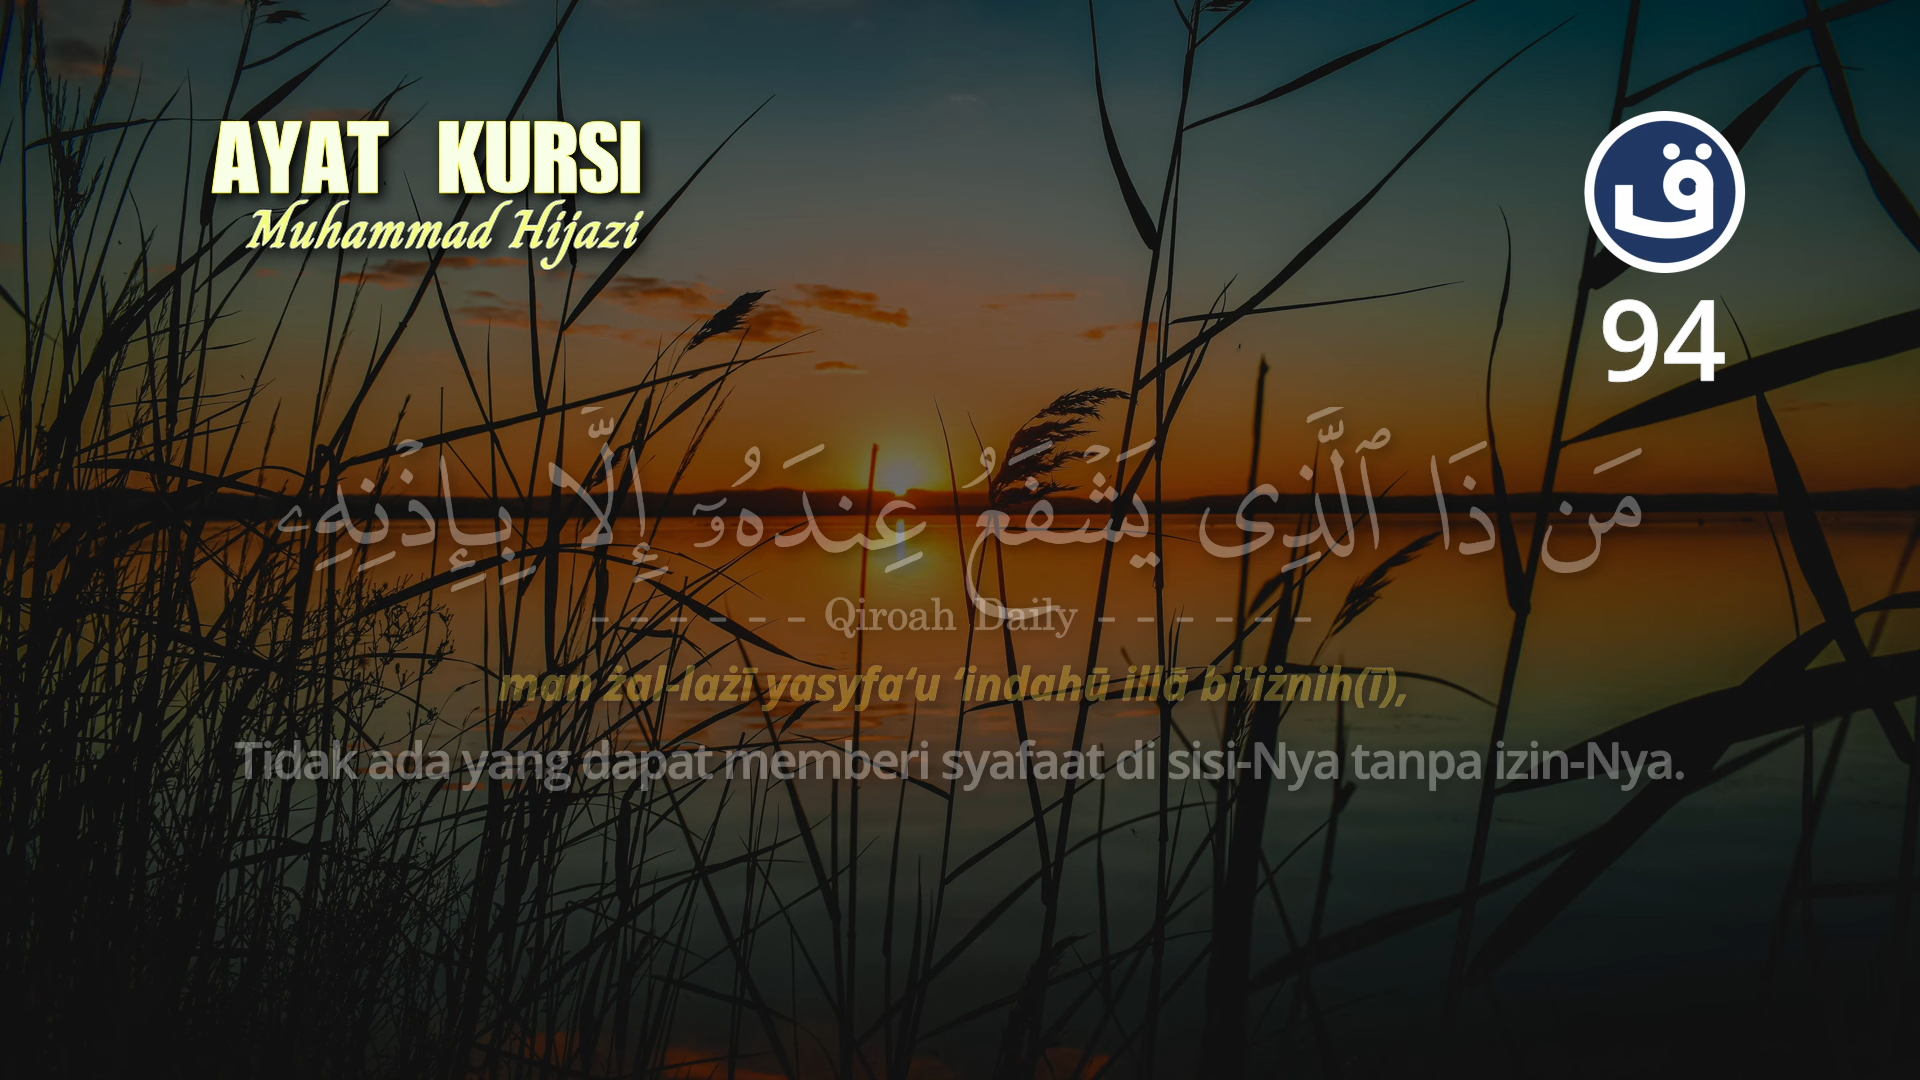 AYAT KURSI
Muhammad Hijazi
ق
94
مَن ذَا ٱلَّذِى يَشْفَعُ عِندَهُۥٓ إِلَّا بِإِذْنِهِۦ
- - - - - - Qiroah Daily - - - - - -
man żal-lażī yasyfa‘u ‘indahū illā bi'iżnih(ī),
Tidak ada yang dapat memberi syafaat di sisi-Nya tanpa izin-Nya.